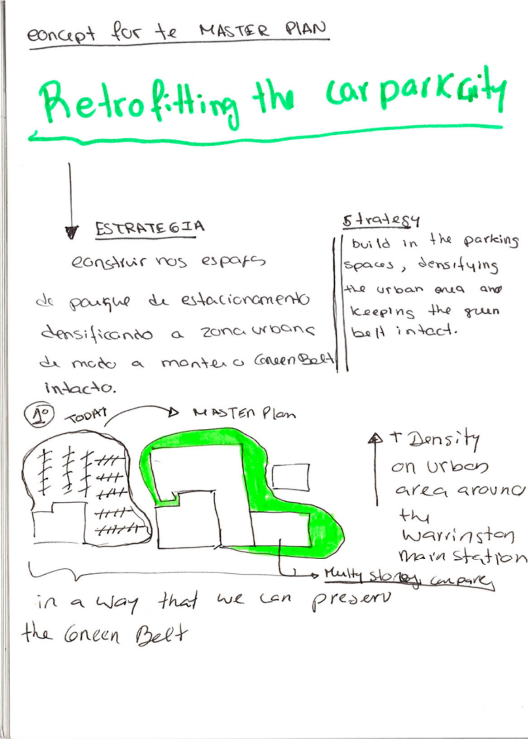 concept for te MASTER PLAN
Retrofitting the car park city
ESTRATEGIA
construir nos espaços
de parque de estacionamento
densificando a zona urbana
de modo a manter o Green Belt
intacto.
Strategy
build in the parking
spaces, densifying
the urban area and
keeping the green
belt intact.
1º TODAY MASTER Plan
+ Density
on urban
area around
the
Warrington
main station
Multy storey carpark
in a way that we can preserv
the Green Belt